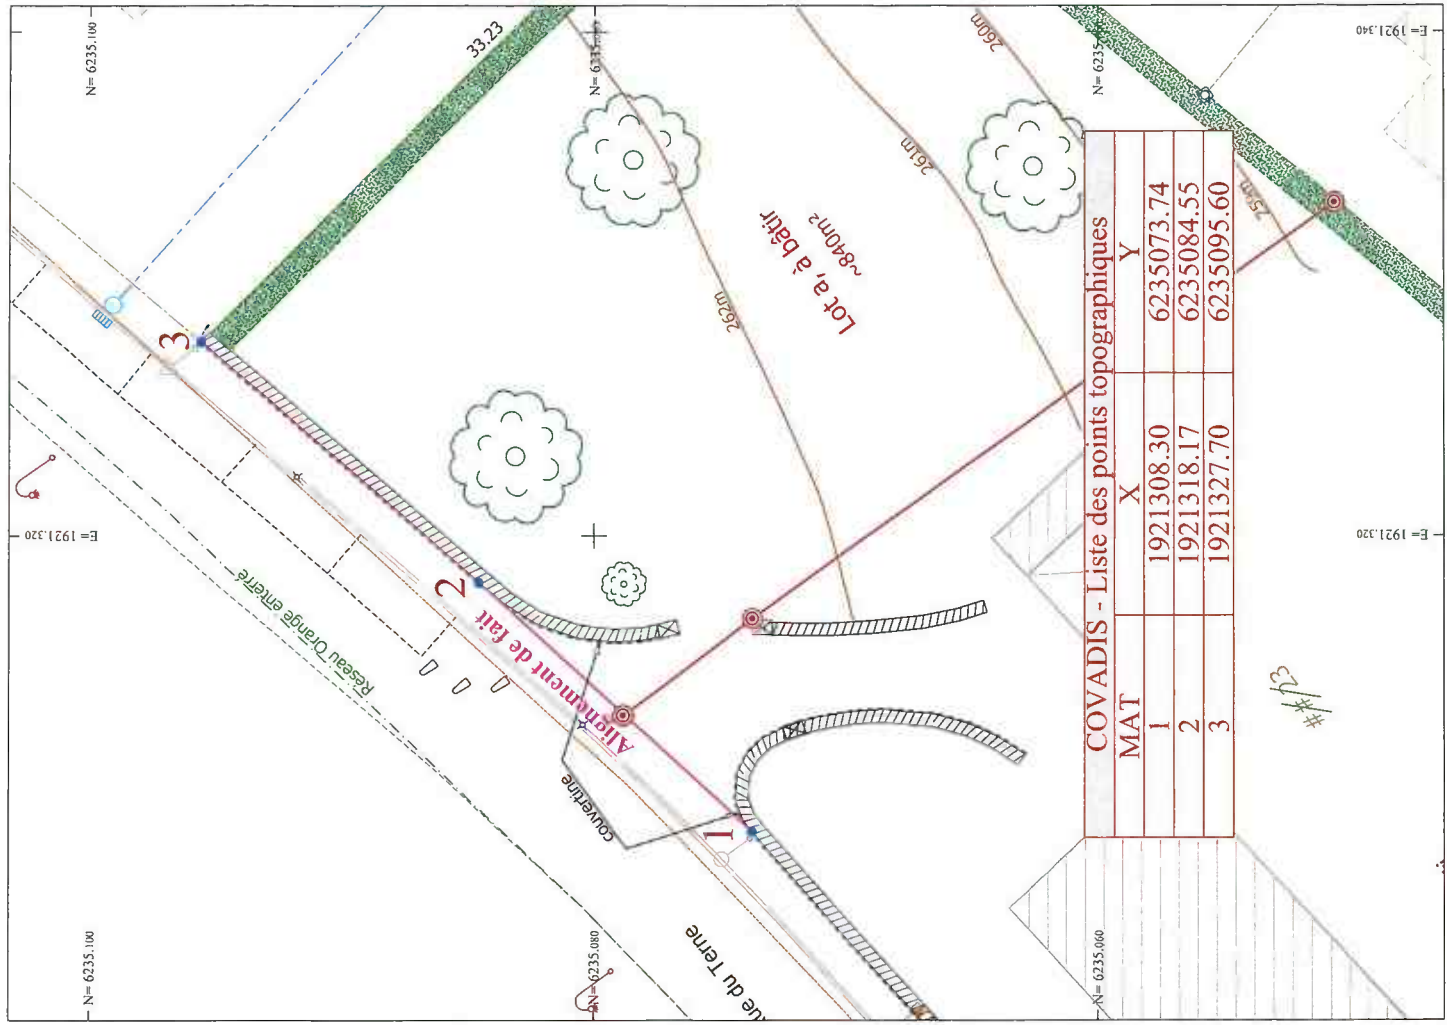 N= 6235.100
33.23
260m
E= 1921.340
261m
Lot a, à bâtir
~840m²
262m
3
E= 1921.320
E= 1921.320
Réseau Orange enterré
2
Alignement de fait
couvertine
1
Rue du Terne
N= 6235.100
N= 6235.080
N= 6235.060
COVADIS - Liste des points topographiques
MAT X Y
1 1921308.30 6235073.74
2 1921318.17 6235084.55
3 1921327.70 6235095.60
##/23